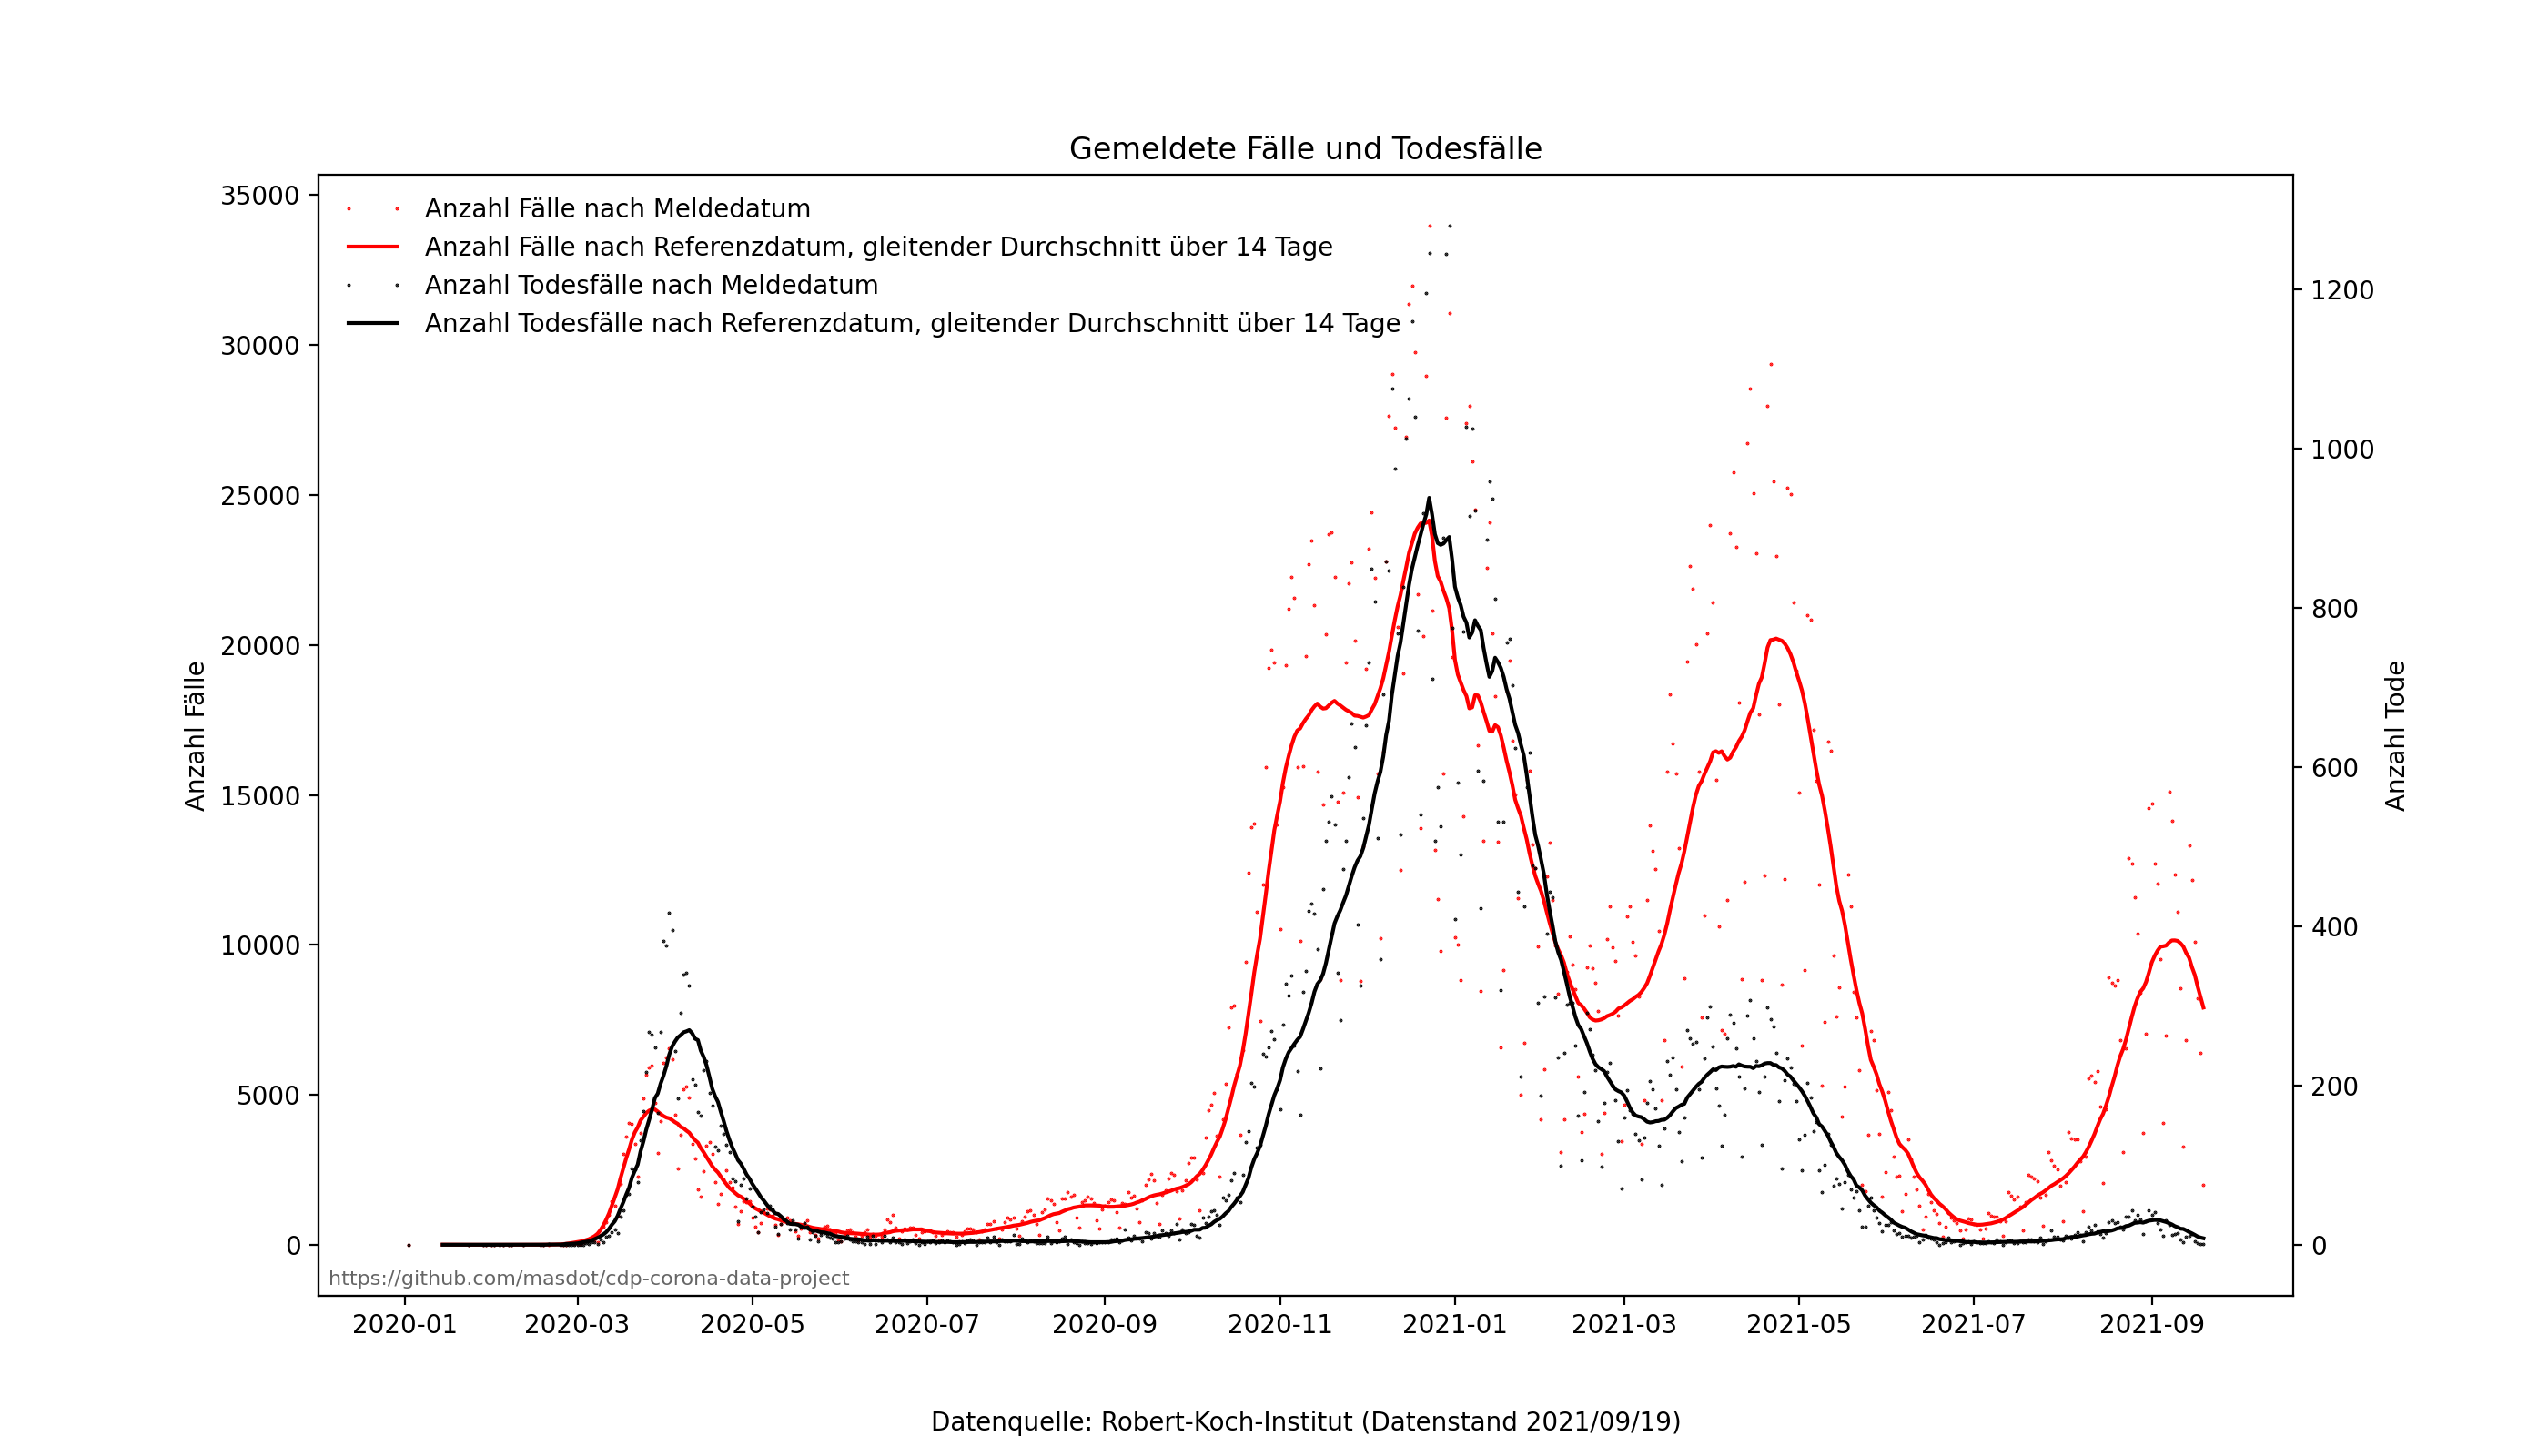 Gemeldete Fälle und Todesfälle
Anzahl Fälle nach Meldedatum
Anzahl Fälle nach Referenzdatum, gleitender Durchschnitt über 14 Tage
Anzahl Todesfälle nach Meldedatum
Anzahl Todesfälle nach Referenzdatum, gleitender Durchschnitt über 14 Tage
Anzahl Fälle
35000
30000
25000
20000
15000
10000
5000
0
1200
1000
800
600
400
200
0
Anzahl Tode
https://github.com/masdot/cdp-corona-data-project
2020-01 2020-03 2020-05 2020-07 2020-09 2020-11 2021-01 2021-03 2021-05 2021-07 2021-09
Datenquelle: Robert-Koch-Institut (Datenstand 2021/09/19)